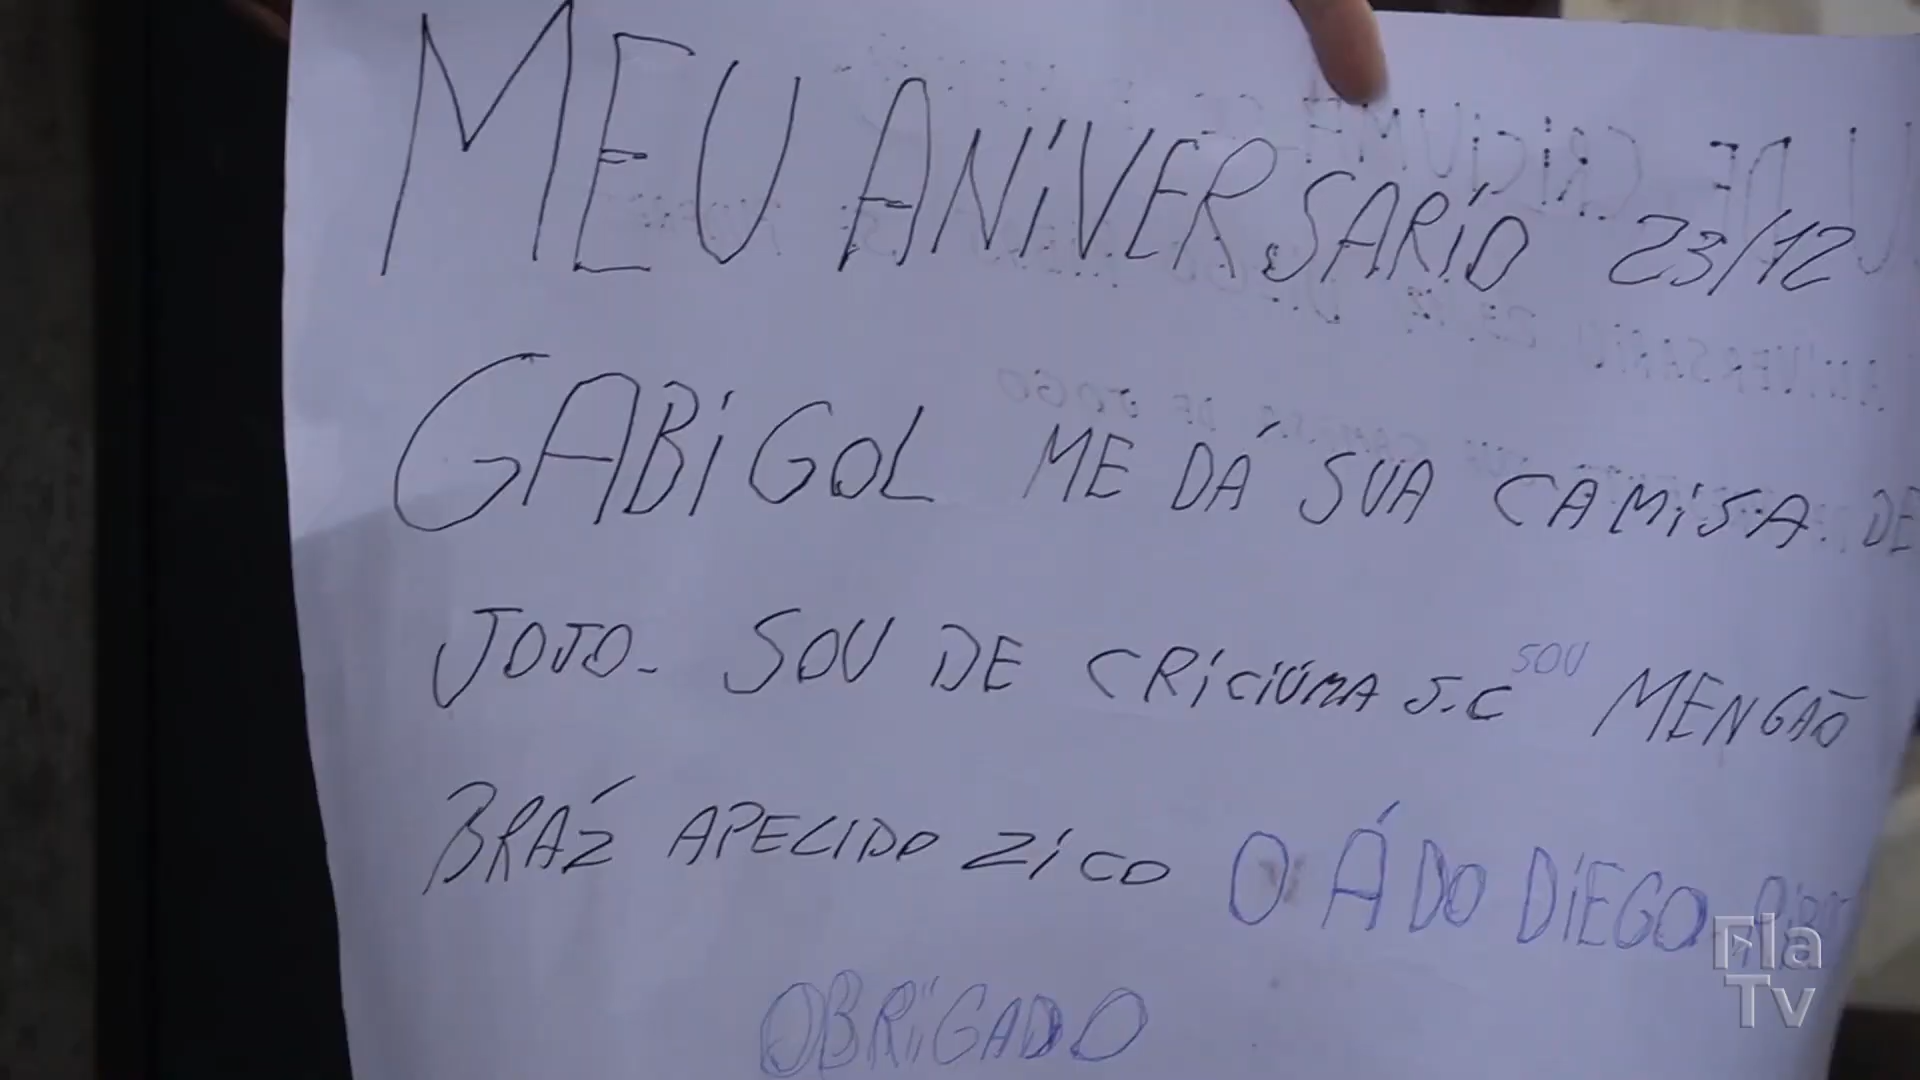 MEU ANIVERSARIO 23/12
GABIGOL ME DÁ SUA CAMISA DE
JOJO. SOU DE CRICIÚMA S.C SOU MENGÃO
BRAZ APELIDO ZICO O Á DO DIEGO
OBRIGADO
Fla
Tv